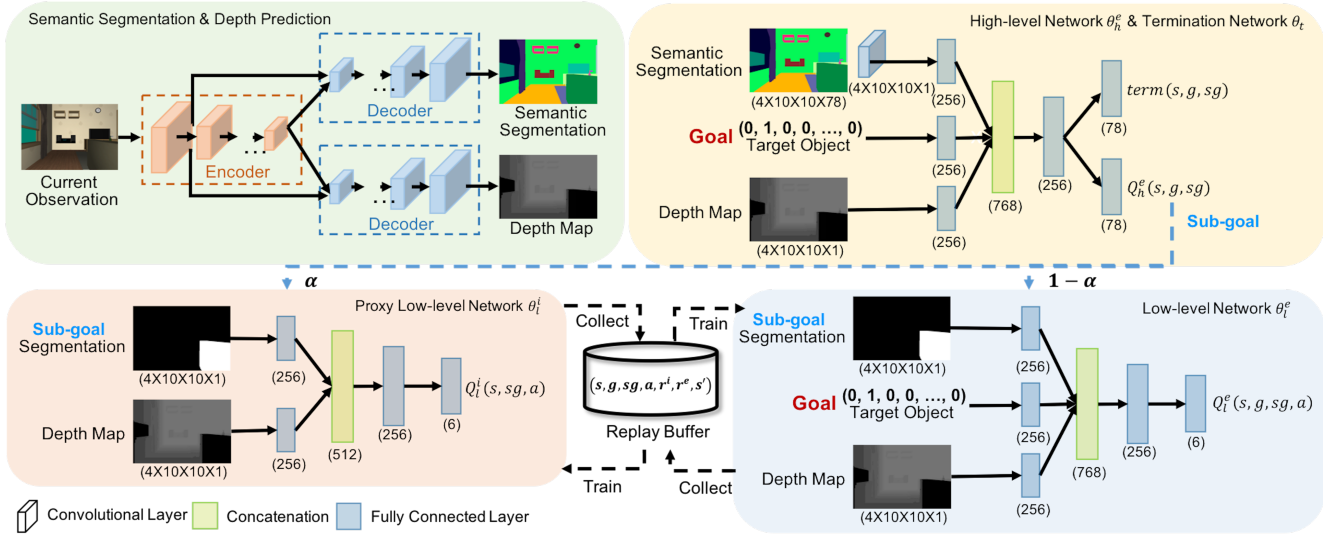 Semantic Segmentation & Depth Prediction
Current
Observation
Encoder
Decoder
Decoder
Semantic
Segmentation
Depth Map
High-level Network θ_h^e & Termination Network θ_t
Semantic
Segmentation
(4X10X10X78)
(4X10X10X1)
(256)
Goal
(0, 1, 0, 0, ..., 0)
Target Object
(256)
Depth Map
(4X10X10X1)
(256)
(768)
(256)
term(s, g, sg)
(78)
Q_h^e(s, g, sg)
(78)
Sub-goal
α
1 − α
Proxy Low-level Network θ_l^i
Sub-goal
Segmentation
(4X10X10X1)
(256)
Depth Map
(4X10X10X1)
(256)
(512)
(256)
(6)
Q_l^i(s, sg, a)
Collect
Train
(s, g, sg, a, r^i, r^e, s')
Replay Buffer
Train
Collect
Low-level Network θ_l^e
Sub-goal
Segmentation
(4X10X10X1)
(256)
Goal
(0, 1, 0, 0, ..., 0)
Target Object
(256)
Depth Map
(4X10X10X1)
(256)
(768)
(256)
(6)
Q_l^e(s, g, sg, a)
Convolutional Layer
Concatenation
Fully Connected Layer